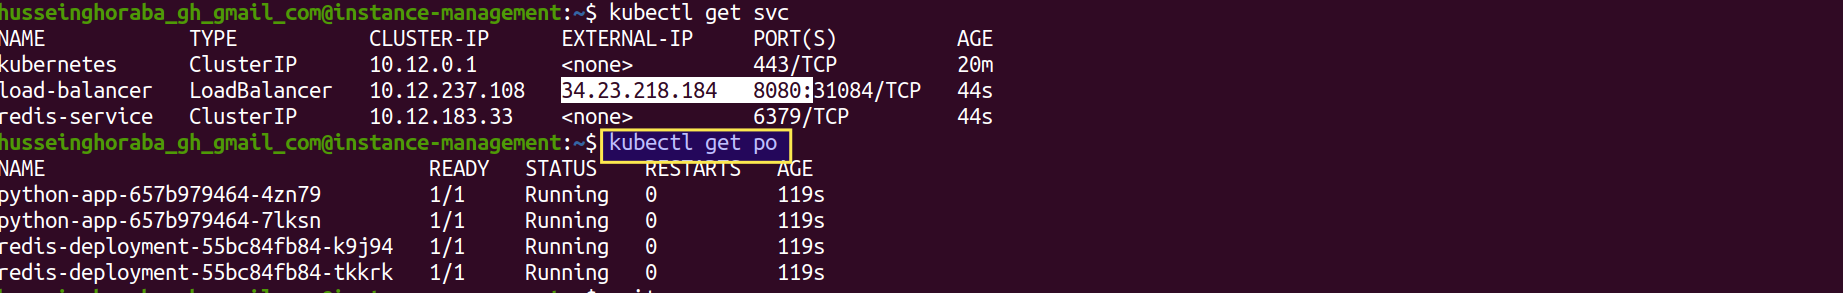 husseinghoraba_gh_gmail_com@instance-management:~$ kubectl get svc
NAME TYPE CLUSTER-IP EXTERNAL-IP PORT(S) AGE
kubernetes ClusterIP 10.12.0.1 <none> 443/TCP 20m
load-balancer LoadBalancer 10.12.237.108 34.23.218.184 8080:31084/TCP 44s
redis-service ClusterIP 10.12.183.33 <none> 6379/TCP 44s
husseinghoraba_gh_gmail_com@instance-management:~$ kubectl get po
NAME READY STATUS RESTARTS AGE
python-app-657b979464-4zn79 1/1 Running 0 119s
python-app-657b979464-7lksn 1/1 Running 0 119s
redis-deployment-55bc84fb84-k9j94 1/1 Running 0 119s
redis-deployment-55bc84fb84-tkkrk 1/1 Running 0 119s